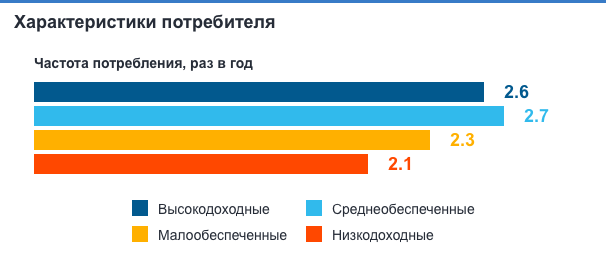 Характеристики потребителя
Частота потребления, раз в год
2.6
2.7
2.3
2.1
Высокодоходные
Среднеобеспеченные
Малообеспеченные
Низкодоходные